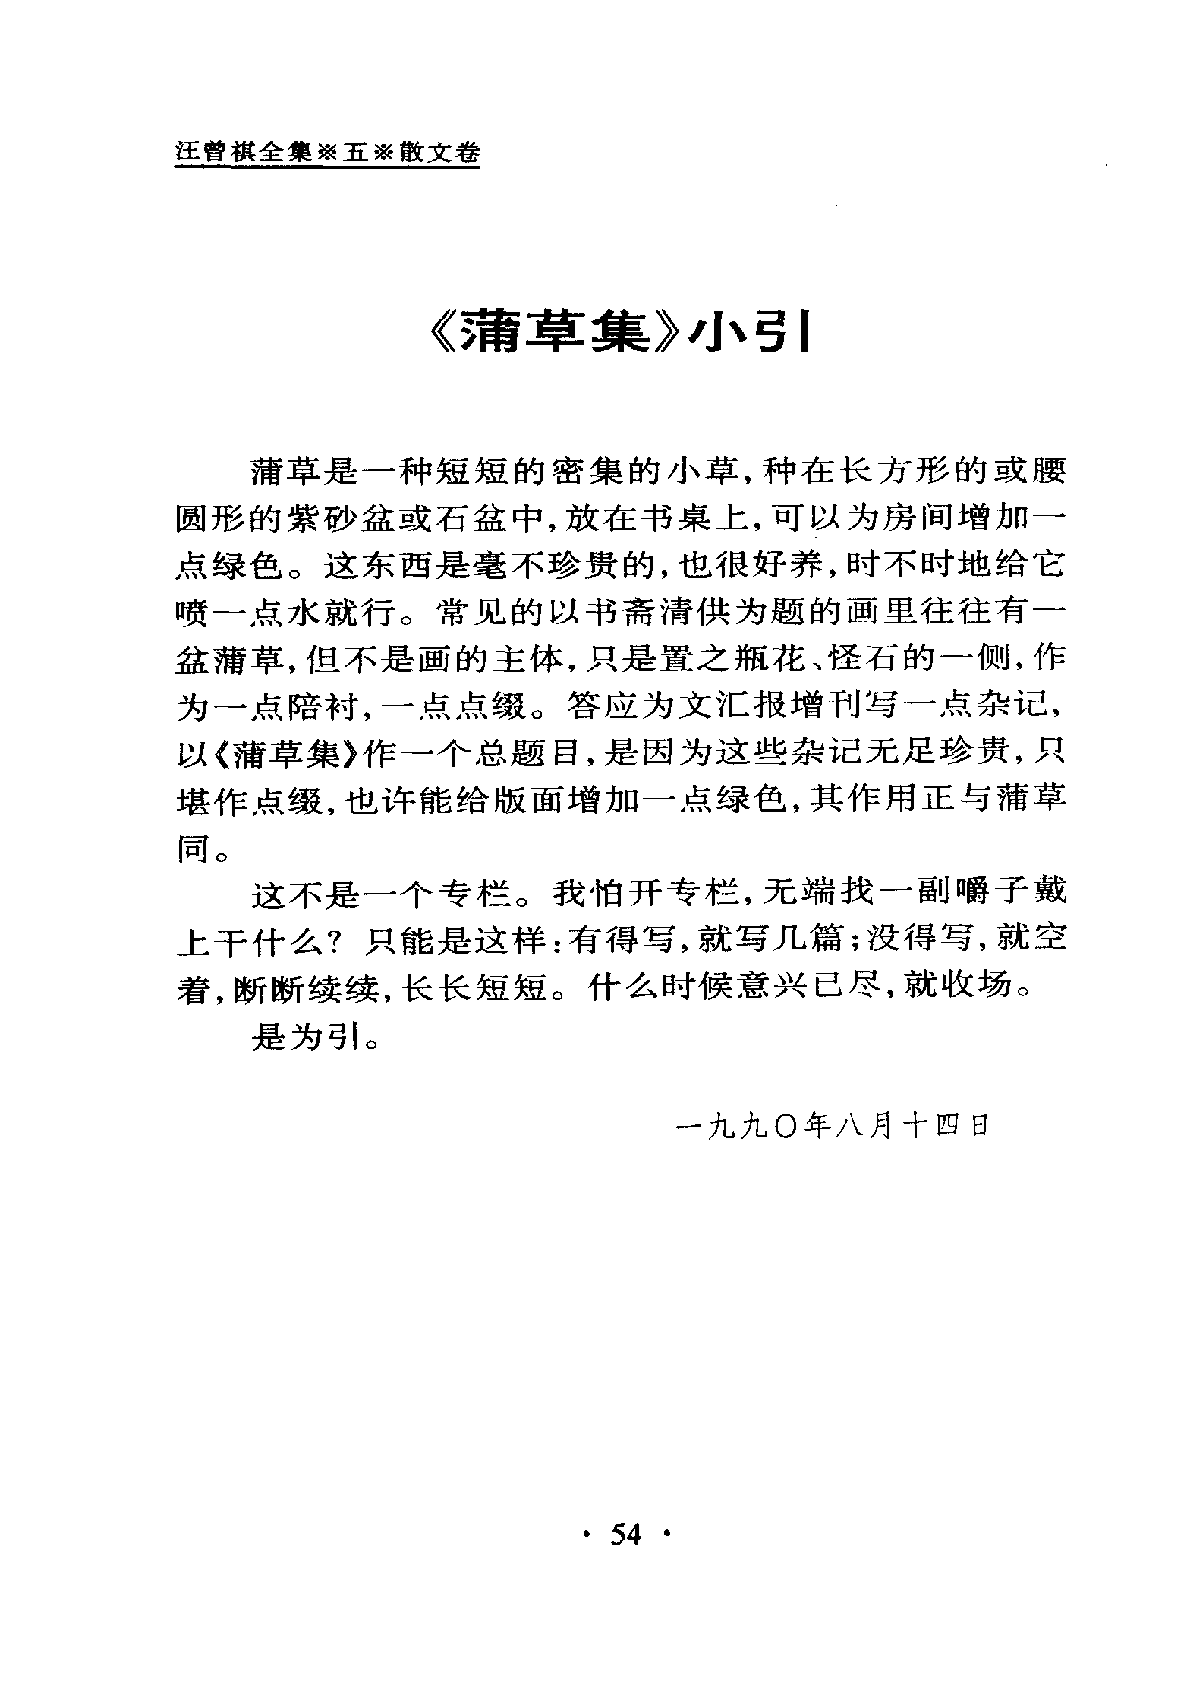 汪曾祺全集※五※散文卷
《蒲草集》小引
蒲草是一种短短的密集的小草,种在长方形的或腰
圆形的紫砂盆或石盆中,放在书桌上,可以为房间增加一
点绿色。这东西是毫不珍贵的,也很好养,时不时地给它
喷一点水就行。常见的以书斋清供为题的画里往往有一
盆蒲草,但不是画的主体,只是置之瓶花、怪石的一侧,作
为一点陪衬,一点点缀。答应为文汇报增刊写一点杂记,
以《蒲草集》作一个总题目,是因为这些杂记无足珍贵,只
堪作点缀,也许能给版面增加一点绿色,其作用正与蒲草
同。
这不是一个专栏。我怕开专栏,无端找一副嚼子戴
上干什么?只能是这样:有得写,就写几篇;没得写,就空
着,断断续续,长长短短。什么时候意兴已尽,就收场。
是为引。
一九九〇年八月十四日
· 54 ·